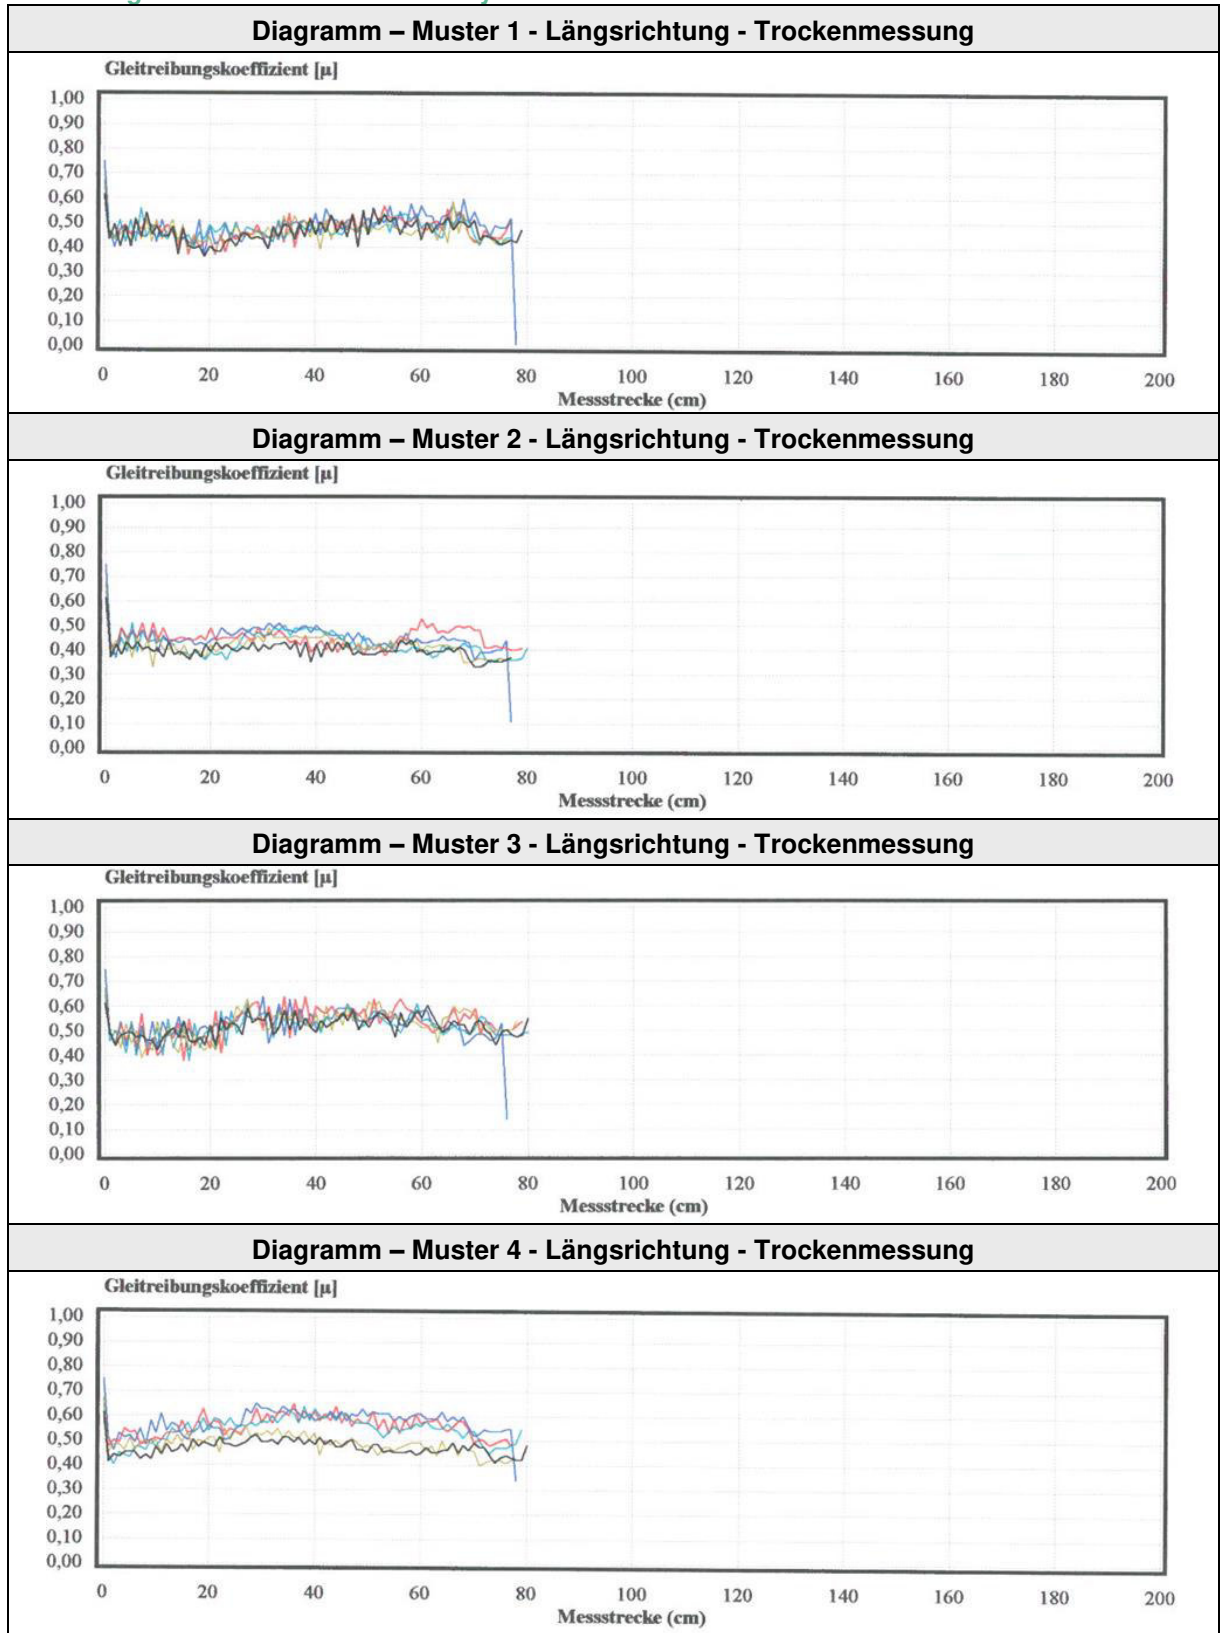 Diagramm – Muster 1 - Längsrichtung - Trockenmessung
Gleitreibungskoeffizient [µ]
1,00
0,90
0,80
0,70
0,60
0,50
0,40
0,30
0,20
0,10
0,00
0 20 40 60 80 100 120 140 160 180 200
Messstrecke (cm)
Diagramm – Muster 2 - Längsrichtung - Trockenmessung
Gleitreibungskoeffizient [µ]
1,00
0,90
0,80
0,70
0,60
0,50
0,40
0,30
0,20
0,10
0,00
0 20 40 60 80 100 120 140 160 180 200
Messstrecke (cm)
Diagramm – Muster 3 - Längsrichtung - Trockenmessung
Gleitreibungskoeffizient [µ]
1,00
0,90
0,80
0,70
0,60
0,50
0,40
0,30
0,20
0,10
0,00
0 20 40 60 80 100 120 140 160 180 200
Messstrecke (cm)
Diagramm – Muster 4 - Längsrichtung - Trockenmessung
Gleitreibungskoeffizient [µ]
1,00
0,90
0,80
0,70
0,60
0,50
0,40
0,30
0,20
0,10
0,00
0 20 40 60 80 100 120 140 160 180 200
Messstrecke (cm)